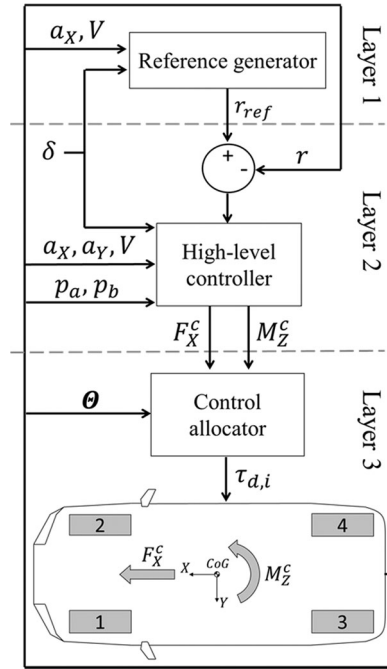 a_X, V
Reference generator
Layer 1
r_ref
δ
+
-
r
a_X, a_Y, V
p_a, p_b
High-level
controller
Layer 2
F_X^c
M_Z^c
Θ
Control
allocator
Layer 3
τ_d,i
2
4
F_X^c
X
CoG
Y
M_Z^c
1
3